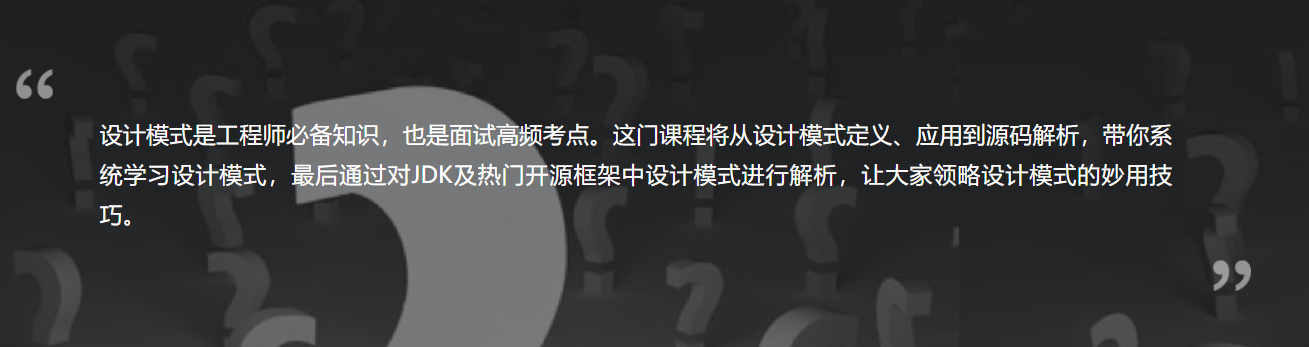 “
设计模式是工程师必备知识，也是面试高频考点。这门课程将从设计模式定义、应用到源码解析，带你系
统学习设计模式，最后通过对JDK及热门开源框架中设计模式进行解析，让大家领略设计模式的妙用技
巧。
”